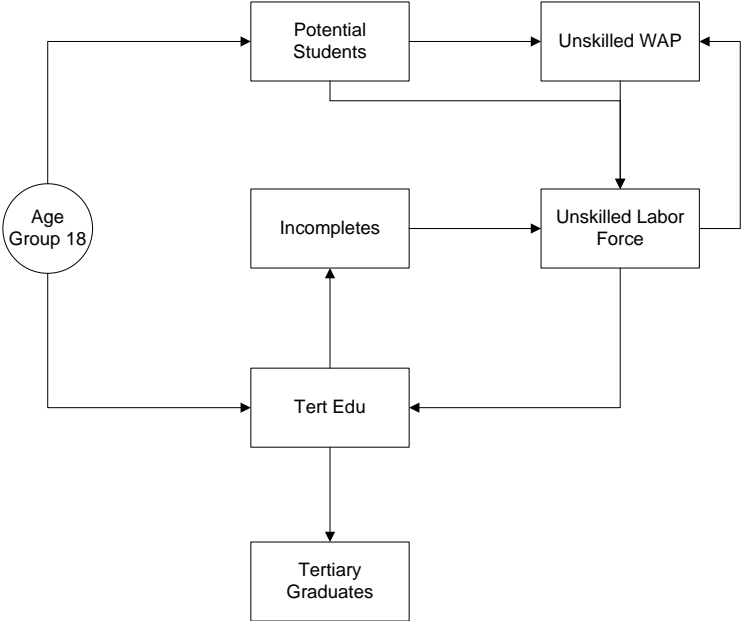 Potential
Students
Unskilled WAP
Age
Group 18
Incompletes
Unskilled Labor
Force
Tert Edu
Tertiary
Graduates